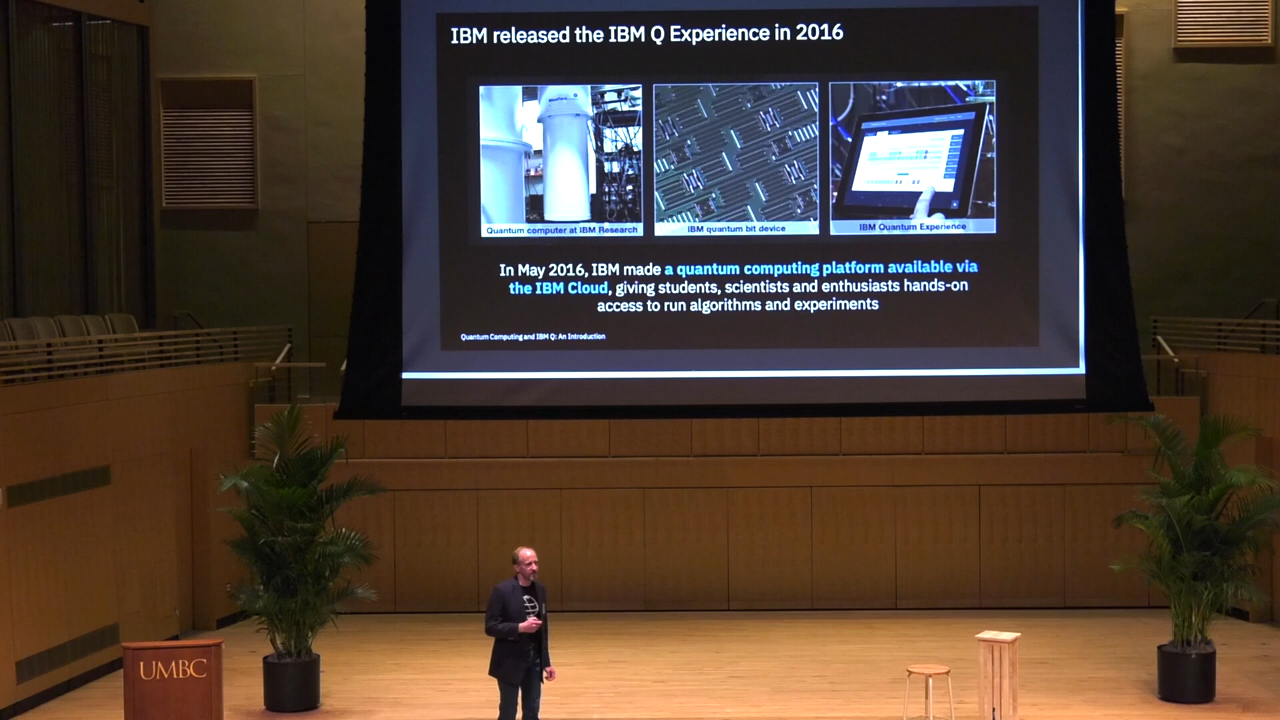 IBM released the IBM Q Experience in 2016
Quantum computer at IBM Research
IBM quantum bit device
IBM Quantum Experience
In May 2016, IBM made a quantum computing platform available via
the IBM Cloud, giving students, scientists and enthusiasts hands-on
access to run algorithms and experiments
Quantum Computing and IBM Q: An Introduction
UMBC